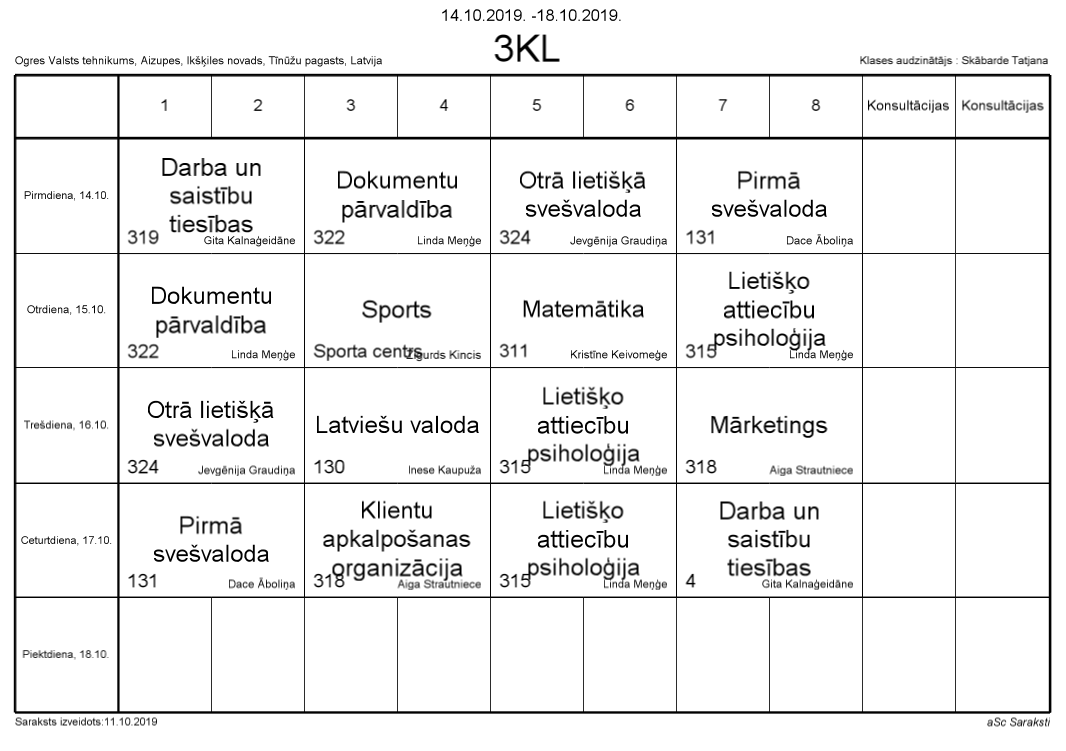 14.10.2019. -18.10.2019.
3KL
Ogres Valsts tehnikums, Aizupes, Ikšķiles novads, Tīnūžu pagasts, Latvija
Klases audzinātājs : Skābarde Tatjana
1 2 3 4 5 6 7 8 Konsultācijas Konsultācijas
Pirmdiena, 14.10.
Darba un
saistību
tiesības
319 Gita Kalnaģeidāne
Dokumentu
pārvaldība
322 Linda Meņģe
Otrā lietišķā
svešvaloda
324 Jevgēnija Graudiņa
Pirmā
svešvaloda
131 Dace Āboliņa
Otrdiena, 15.10.
Dokumentu
pārvaldība
322 Linda Meņģe
Sports
Sporta centrs Zigurds Kincis
Matemātika
311 Kristīne Keivomeģe
Lietišķo
attiecību
psiholoģija
315 Linda Meņģe
Trešdiena, 16.10.
Otrā lietišķā
svešvaloda
324 Jevgēnija Graudiņa
Latviešu valoda
130 Inese Kaupuža
Lietišķo
attiecību
psiholoģija
315 Linda Meņģe
Mārketings
318 Aiga Strautniece
Ceturtdiena, 17.10.
Pirmā
svešvaloda
131 Dace Āboliņa
Klientu
apkalpošanas
organizācija
318 Aiga Strautniece
Lietišķo
attiecību
psiholoģija
315 Linda Meņģe
Darba un
saistību
tiesības
4 Gita Kalnaģeidāne
Piektdiena, 18.10.
Saraksts izveidots:11.10.2019
aSc Saraksti